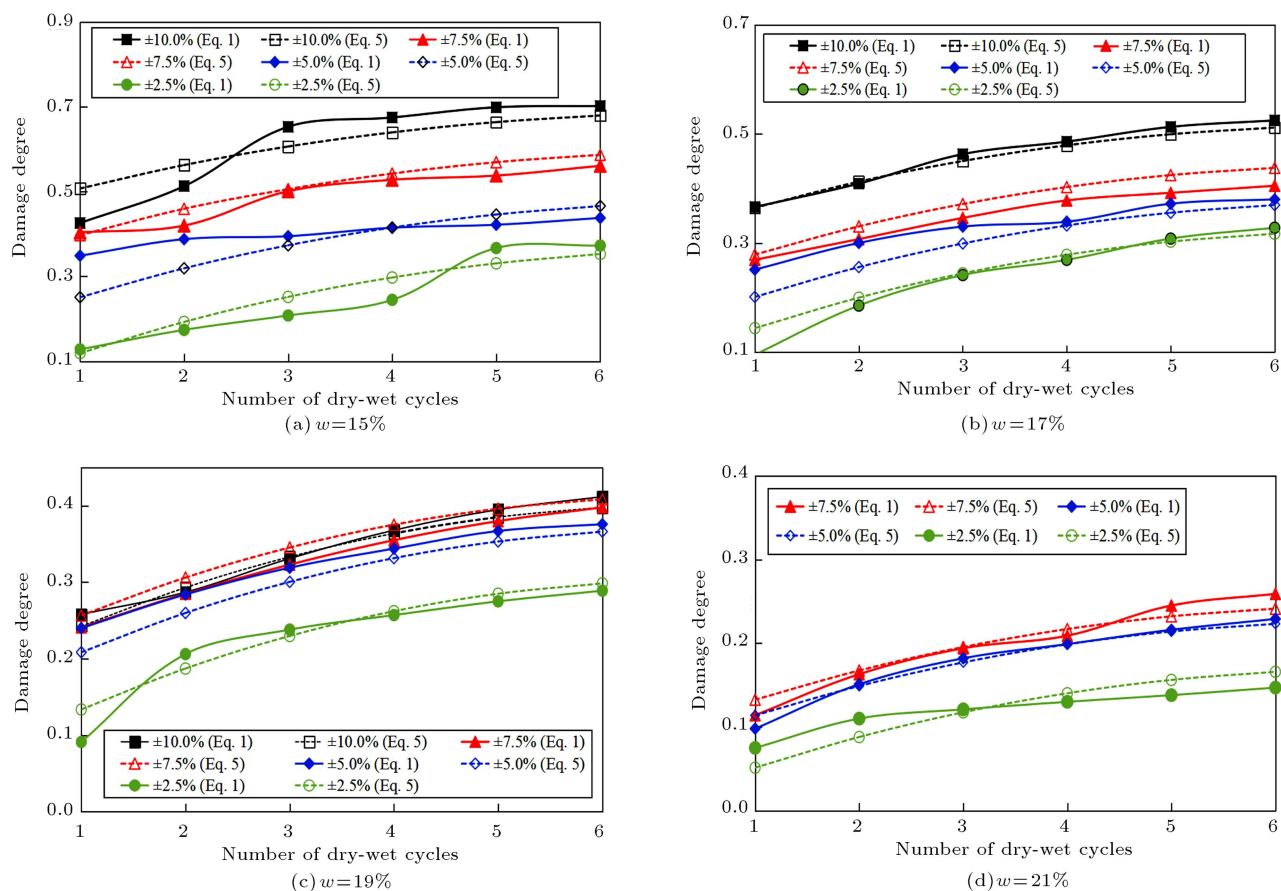 0.9
±10.0% (Eq. 1) ±10.0% (Eq. 5) ±7.5% (Eq. 1)
±7.5% (Eq. 5) ±5.0% (Eq. 1) ±5.0% (Eq. 5)
±2.5% (Eq. 1) ±2.5% (Eq. 5)
0.7
0.5
0.3
0.1
Damage degree
1 2 3 4 5 6
Number of dry-wet cycles
(a) w=15%
0.7
±10.0% (Eq. 1) ±10.0% (Eq. 5) ±7.5% (Eq. 1)
±7.5% (Eq. 5) ±5.0% (Eq. 1) ±5.0% (Eq. 5)
±2.5% (Eq. 1) ±2.5% (Eq. 5)
0.5
0.3
0.1
Damage degree
1 2 3 4 5 6
Number of dry-wet cycles
(b) w=17%
0.4
0.3
0.2
0.1
0.0
Damage degree
±10.0% (Eq. 1) ±10.0% (Eq. 5) ±7.5% (Eq. 1)
±7.5% (Eq. 5) ±5.0% (Eq. 1) ±5.0% (Eq. 5)
±2.5% (Eq. 1) ±2.5% (Eq. 5)
1 2 3 4 5 6
Number of dry-wet cycles
(c) w=19%
0.4
±7.5% (Eq. 1) ±7.5% (Eq. 5) ±5.0% (Eq. 1)
±5.0% (Eq. 5) ±2.5% (Eq. 1) ±2.5% (Eq. 5)
0.3
0.2
0.1
0.0
Damage degree
1 2 3 4 5 6
Number of dry-wet cycles
(d) w=21%